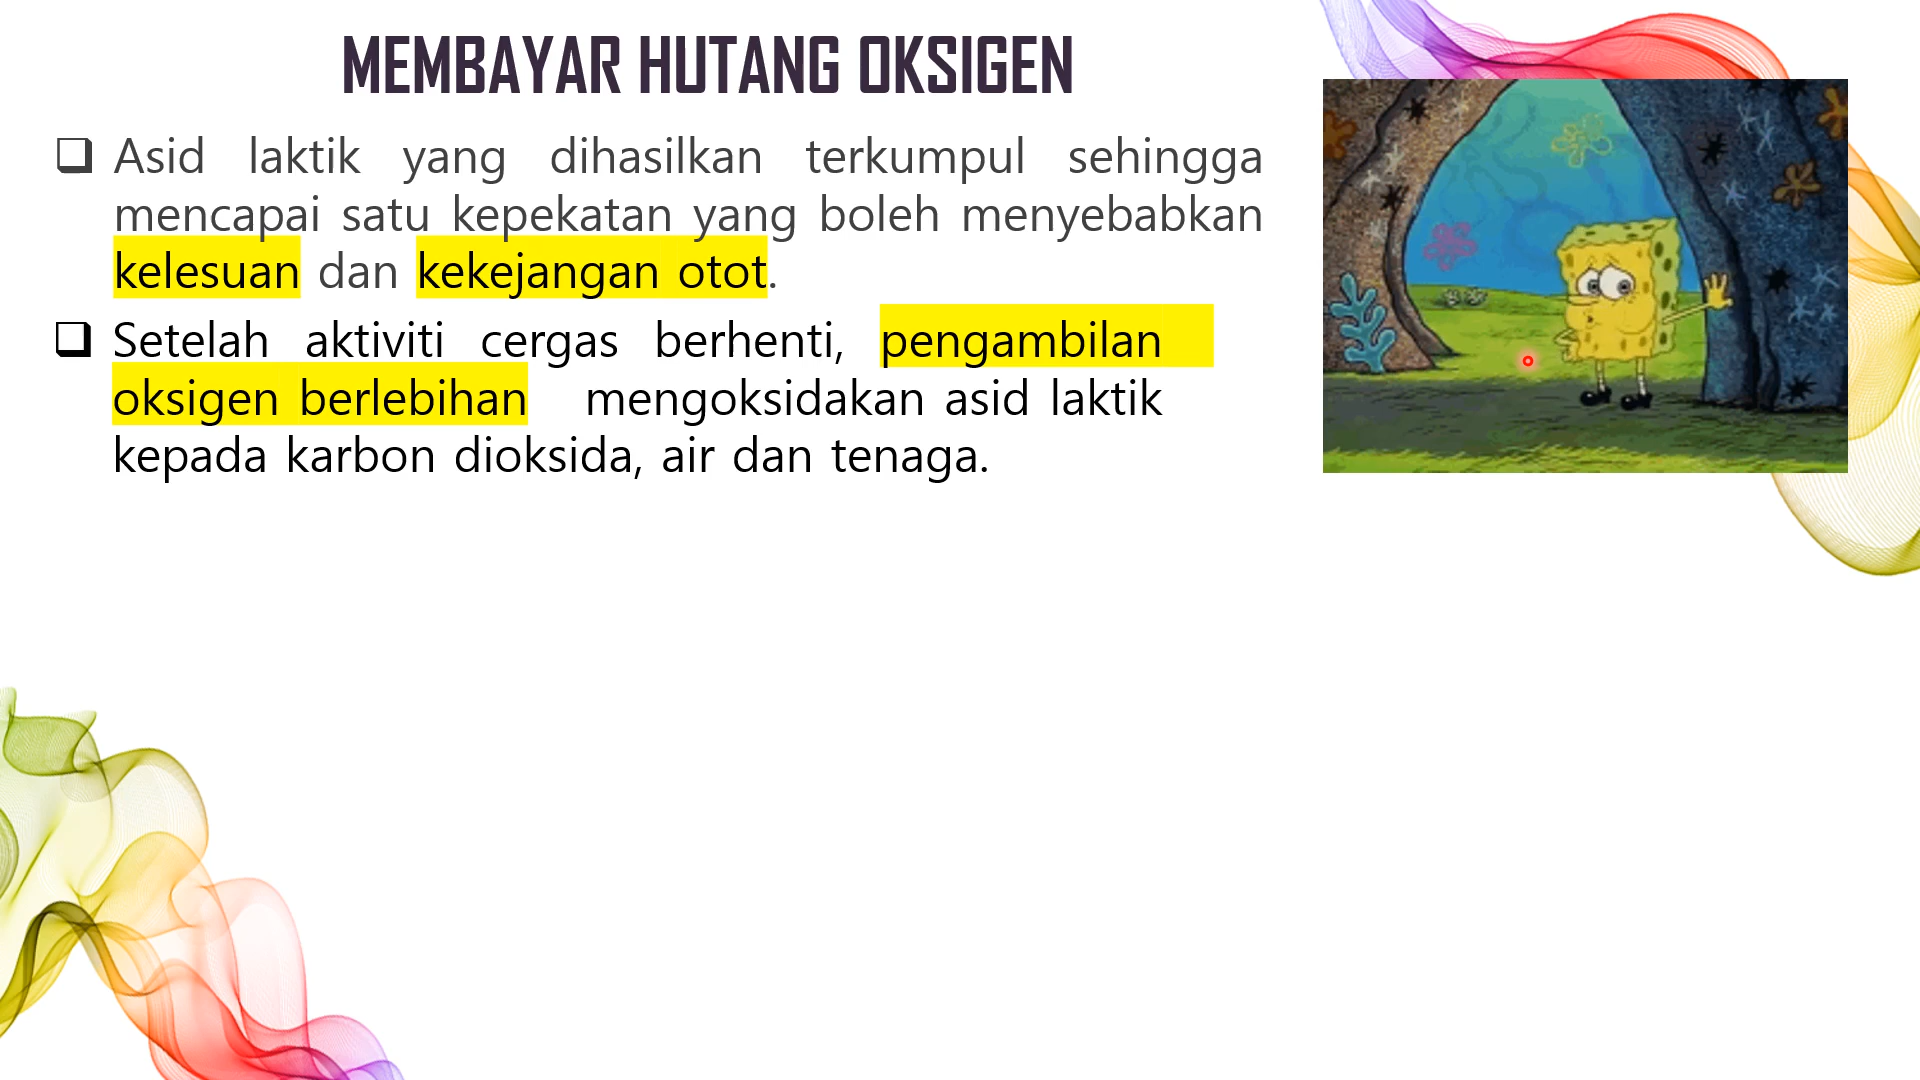 MEMBAYAR HUTANG OKSIGEN
Asid laktik yang dihasilkan terkumpul sehingga
mencapai satu kepekatan yang boleh menyebabkan
kelesuan dan kekejangan otot.
Setelah aktiviti cergas berhenti, pengambilan
oksigen berlebihan mengoksidakan asid laktik
kepada karbon dioksida, air dan tenaga.